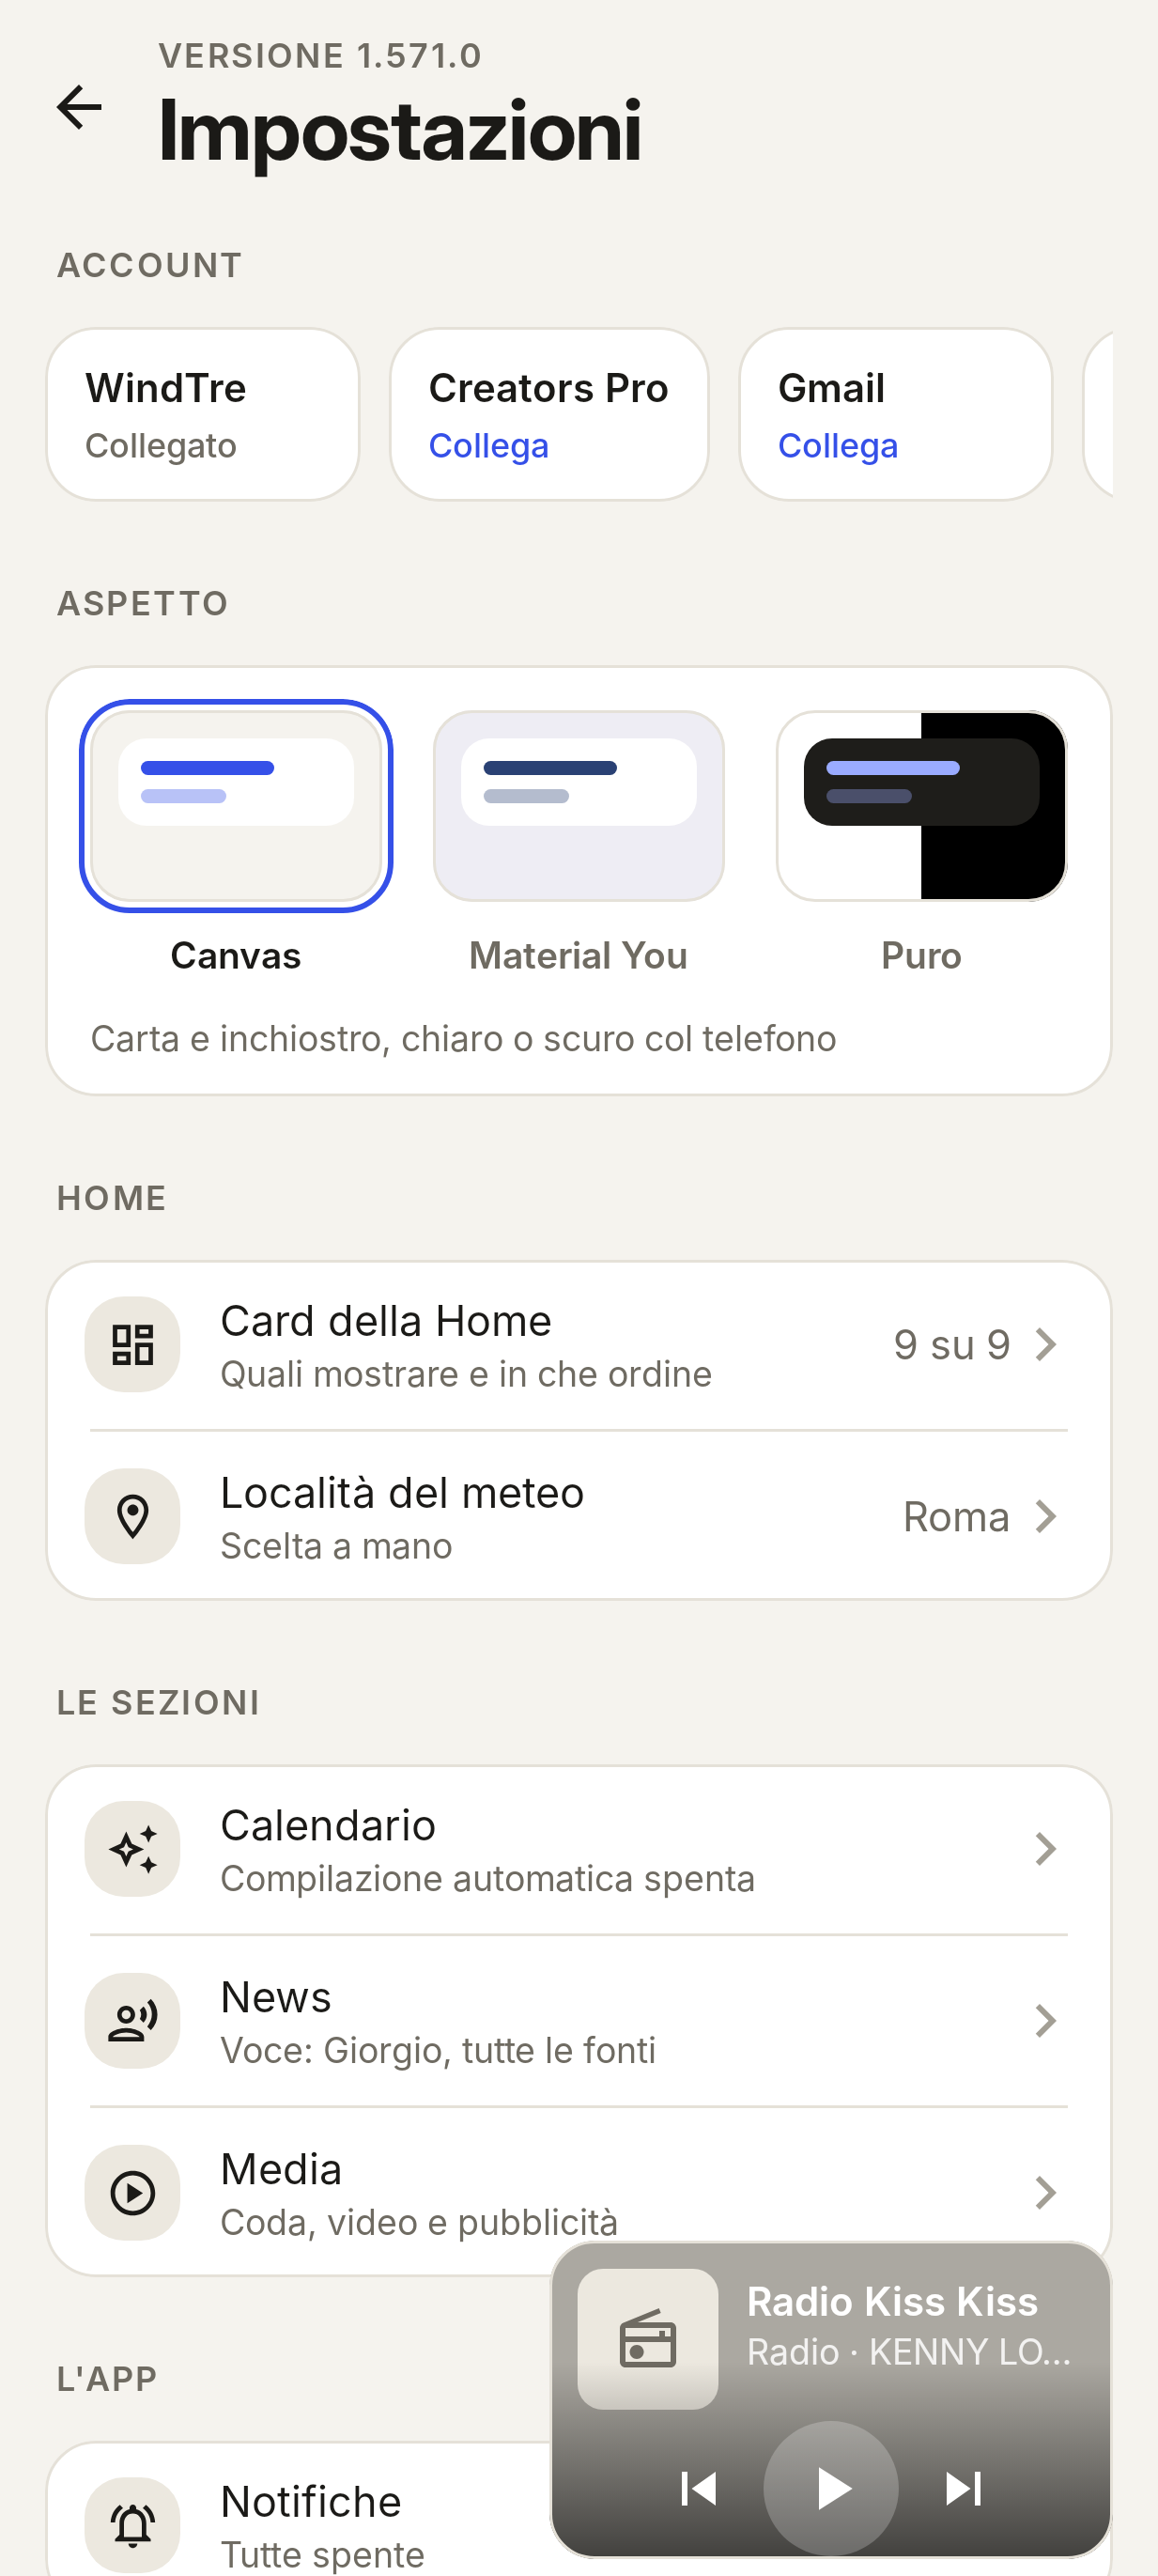 VERSIONE 1.571.0
Impostazioni
ACCOUNT
WindTre
Collegato
Creators Pro
Collega
Gmail
Collega
ASPETTO
Canvas
Material You
Puro
Carta e inchiostro, chiaro o scuro col telefono
HOME
Card della Home
Quali mostrare e in che ordine
9 su 9
Località del meteo
Scelta a mano
Roma
LE SEZIONI
Calendario
Compilazione automatica spenta
News
Voce: Giorgio, tutte le fonti
Media
Coda, video e pubblicità
Radio Kiss Kiss
Radio · KENNY LO...
L'APP
Notifiche
Tutte spente